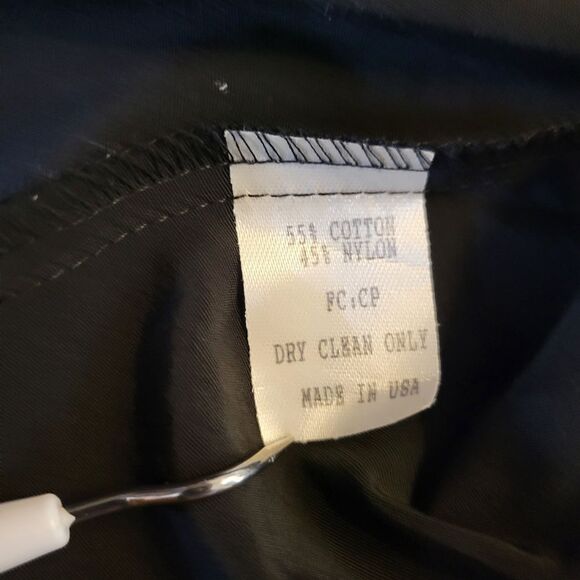 55% COTTON
45% NYLON
FC:CP
DRY CLEAN ONLY
MADE IN USA